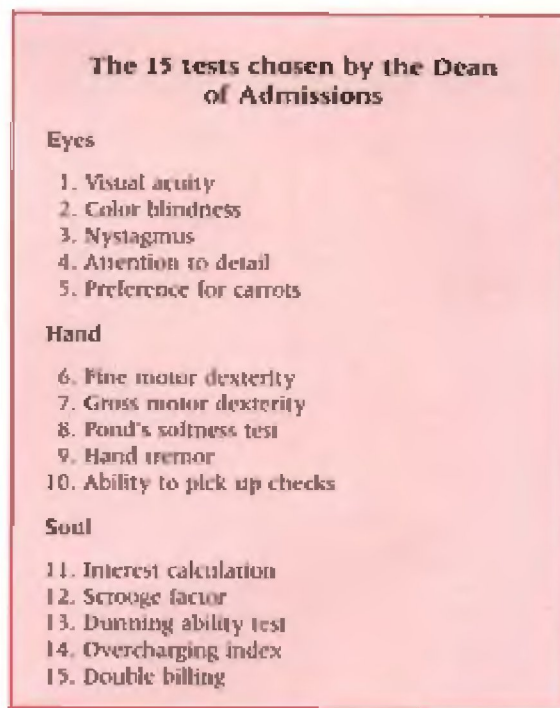 The 15 tests chosen by the Dean
of Admissions
Eyes
1. Visual acuity
2. Color blindness
3. Nystagmus
4. Attention to detail
5. Preference for carrots
Hand
6. Fine motor dexterity
7. Gross motor dexterity
8. Pond's softness test
9. Hand tremor
10. Ability to pick up checks
Soul
11. Interest calculation
12. Scrooge factor
13. Dunning ability test
14. Overcharging index
15. Double billing